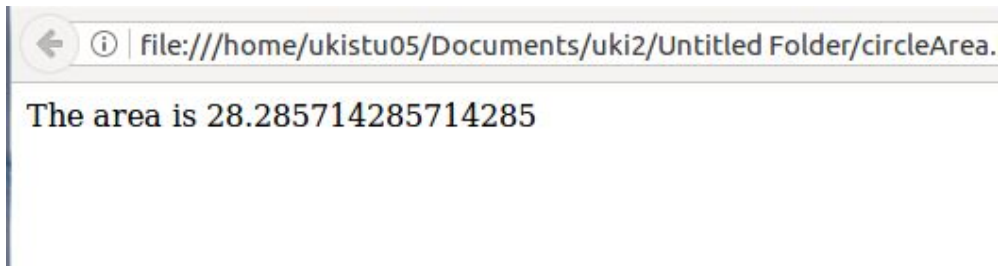 file:///home/ukistu05/Documents/uki2/Untitled Folder/circleArea.
The area is 28.285714285714285